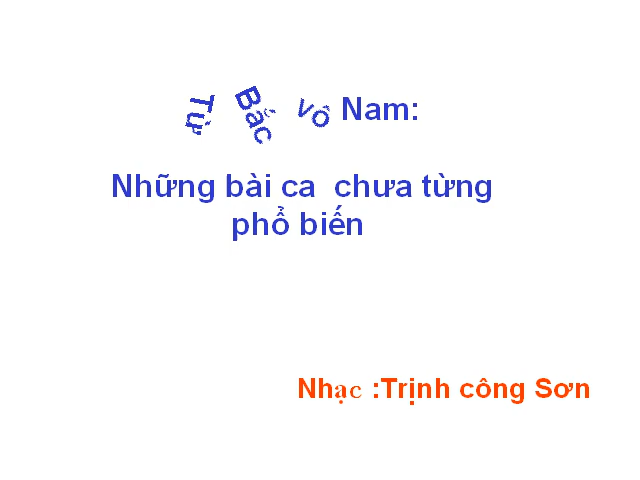 Từ Bắc vô Nam:
Những bài ca chưa từng
phổ biến
Nhạc :Trịnh công Sơn